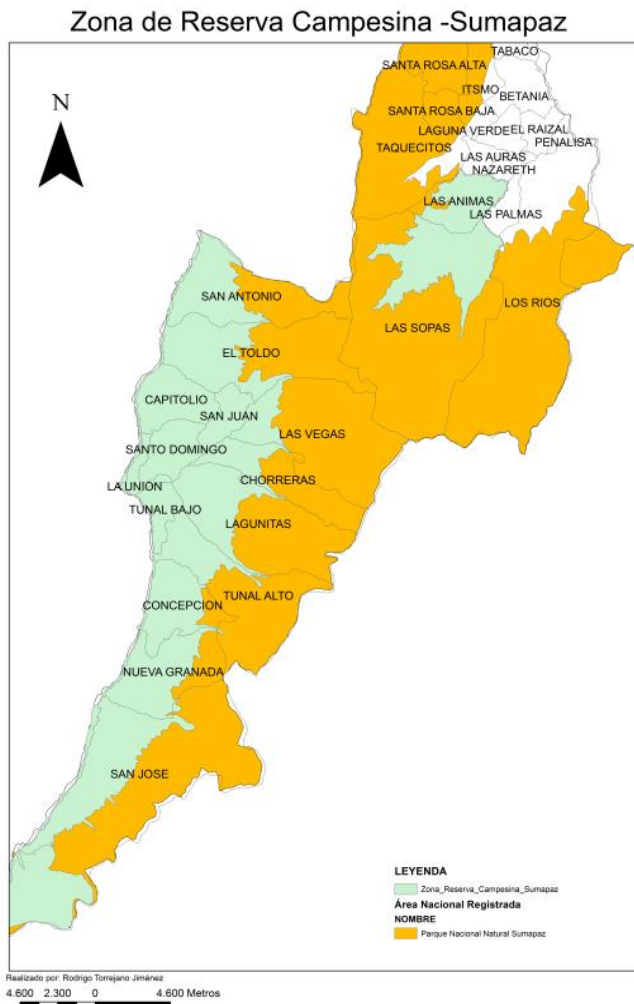 Zona de Reserva Campesina -Sumapaz
TABACO
SANTA ROSA ALTA
N
ITSMO
BETANIA
SANTA ROSA BAJA
LAGUNA VERDE
EL RAIZAL
PENALISA
TAQUECITOS
LAS AURAS
NAZARETH
LAS ANIMAS
LAS PALMAS
SAN ANTONIO
LOS RIOS
LAS SOPAS
EL TOLDO
CAPITOLIO
SAN JUAN
LAS VEGAS
SANTO DOMINGO
CHORRERAS
LA UNION
TUNAL BAJO
LAGUNITAS
TUNAL ALTO
CONCEPCION
NUEVA GRANADA
SAN JOSE
LEYENDA
Zona_Reserva_Campesina_Sumapaz
Área Nacional Registrada
NOMBRE
Parque Nacional Natural Sumapaz
Realizado por: Rodrigo Torrejano Jiménez
4.600 2.300 0 4.600 Metros